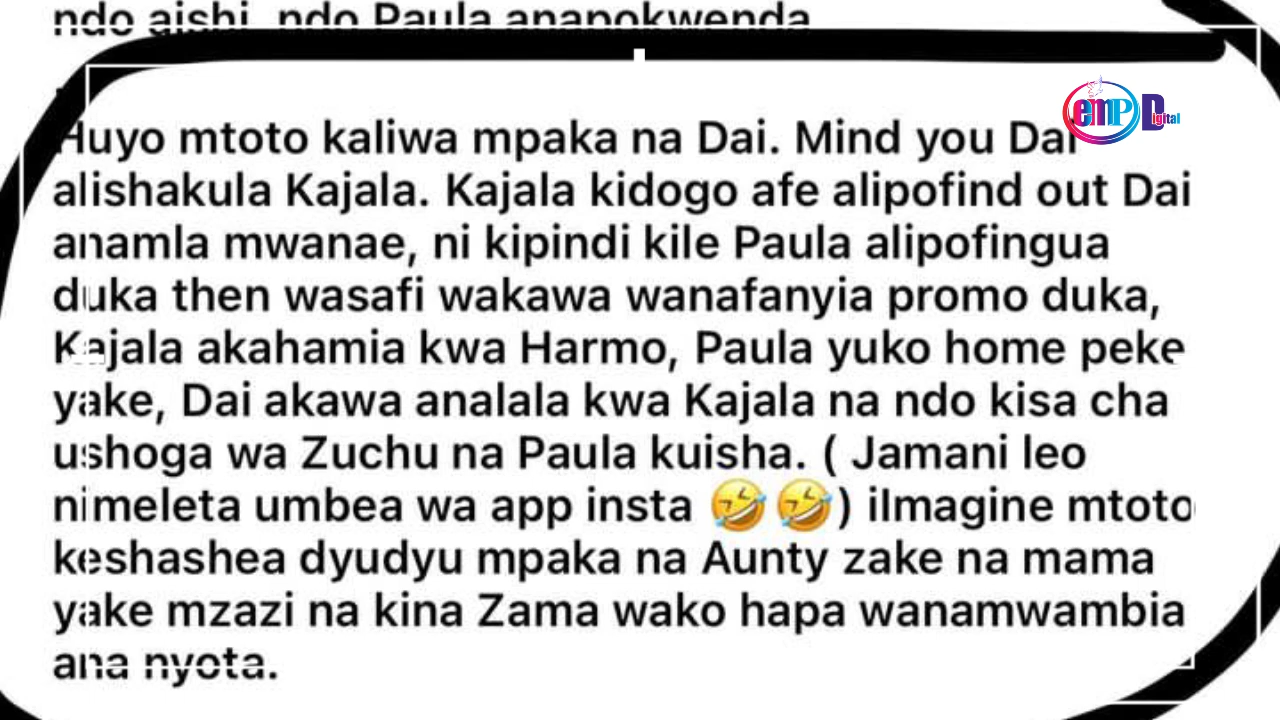 ndo aishi, ndo Paula anapokwenda
emp Digital
Huyo mtoto kaliwa mpaka na Dai. Mind you Dai
alishakula Kajala. Kajala kidogo afe alipofind out Dai
anamla mwanae, ni kipindi kile Paula alipofingua
duka then wasafi wakawa wanafanyia promo duka,
Kajala akahamia kwa Harmo, Paula yuko home peke
yake, Dai akawa analala kwa Kajala na ndo kisa cha
ushoga wa Zuchu na Paula kuisha. ( Jamani leo
nimeleta umbea wa app insta 🤣 🤣) iImagine mtoto
keshashea dyudyu mpaka na Aunty zake na mama
yake mzazi na kina Zama wako hapa wanamwambia
ana nyota.